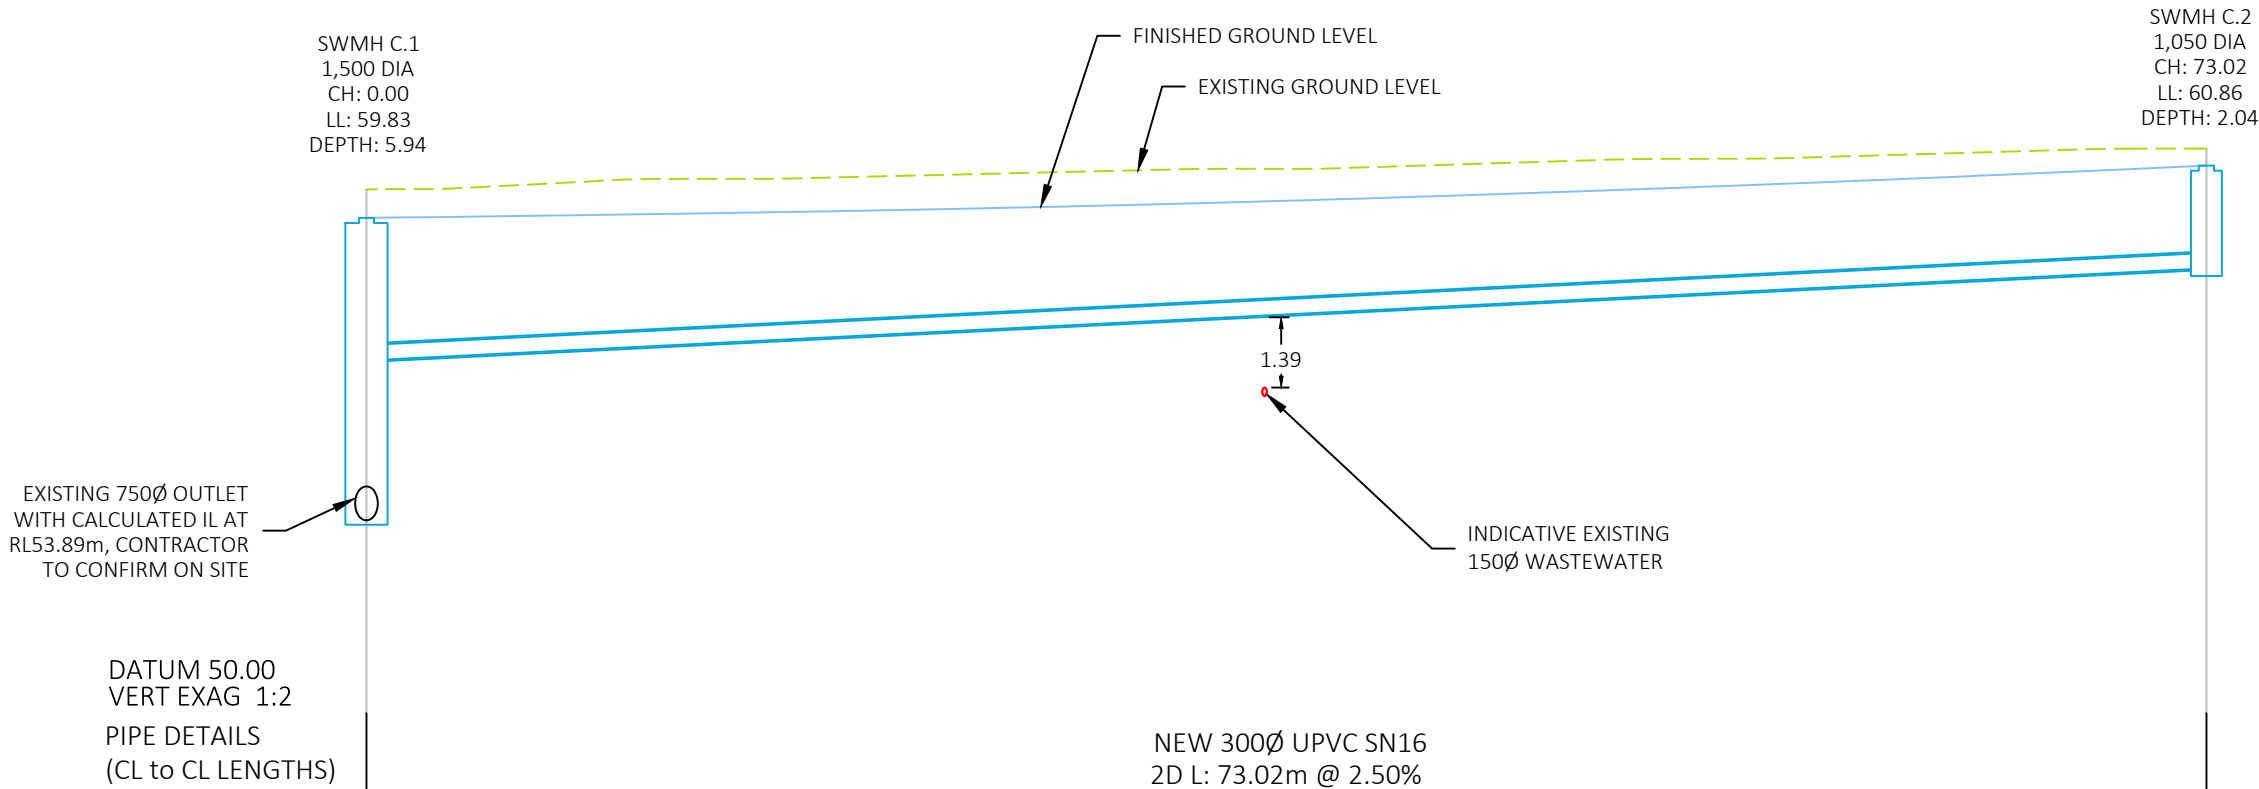 SWMH C.1
1,500 DIA
CH: 0.00
LL: 59.83
DEPTH: 5.94
FINISHED GROUND LEVEL
EXISTING GROUND LEVEL
SWMH C.2
1,050 DIA
CH: 73.02
LL: 60.86
DEPTH: 2.04
1.39
EXISTING 750Ø OUTLET
WITH CALCULATED IL AT
RL53.89m, CONTRACTOR
TO CONFIRM ON SITE
INDICATIVE EXISTING
150Ø WASTEWATER
DATUM 50.00
VERT EXAG 1:2
PIPE DETAILS
(CL to CL LENGTHS)
NEW 300Ø UPVC SN16
2D L: 73.02m @ 2.50%